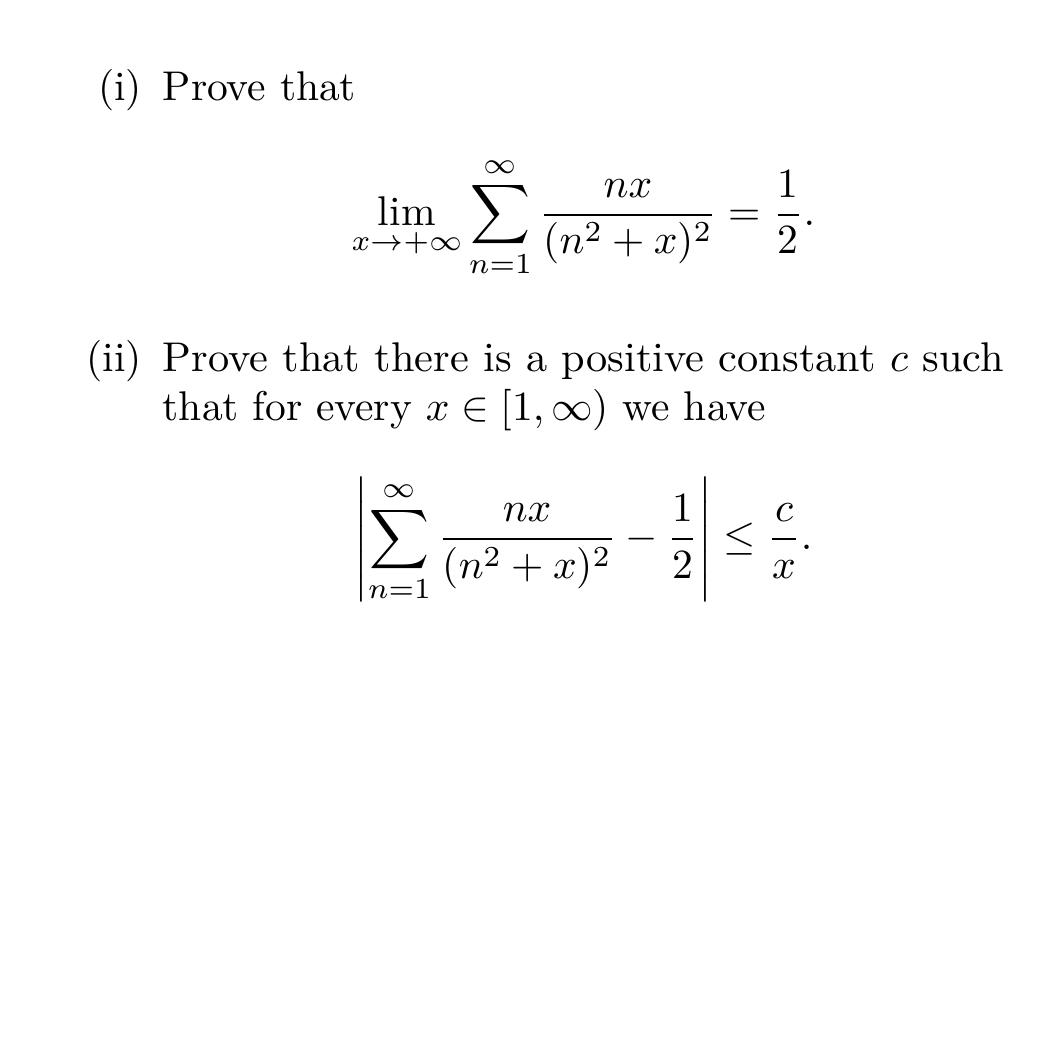 (i) Prove that
$$\lim_{x \to +\infty} \sum_{n=1}^{\infty} \frac{nx}{(n^2 + x)^2} = \frac{1}{2}.$$
(ii) Prove that there is a positive constant $c$ such
that for every $x \in [1, \infty)$ we have
$$\left| \sum_{n=1}^{\infty} \frac{nx}{(n^2 + x)^2} - \frac{1}{2} \right| \leq \frac{c}{x}.$$